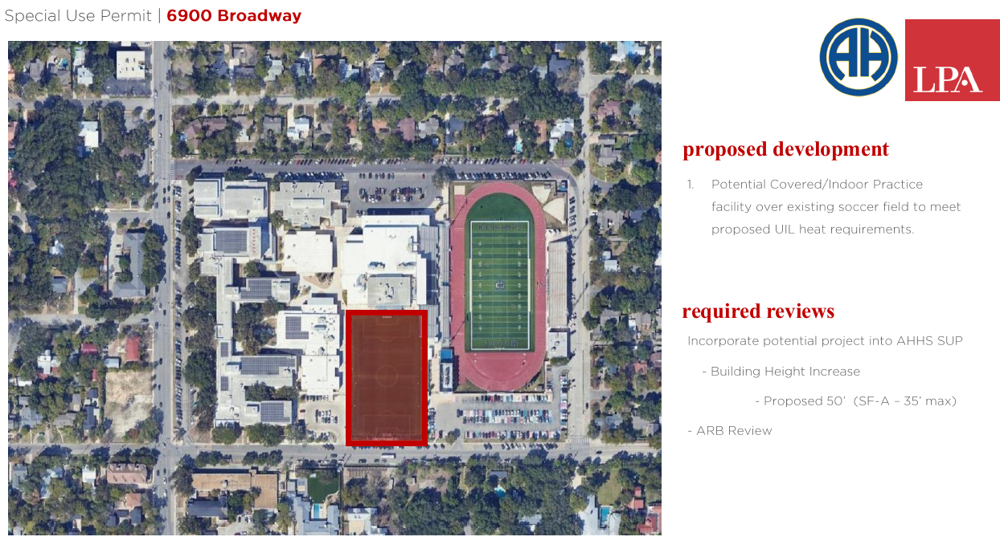 Special Use Permit | 6900 Broadway
AH
LPA
proposed development
1. Potential Covered/Indoor Practice
facility over existing soccer field to meet
proposed UIL heat requirements.
required reviews
Incorporate potential project into AHHS SUP
- Building Height Increase
- Proposed 50' (SF-A – 35' max)
- ARB Review